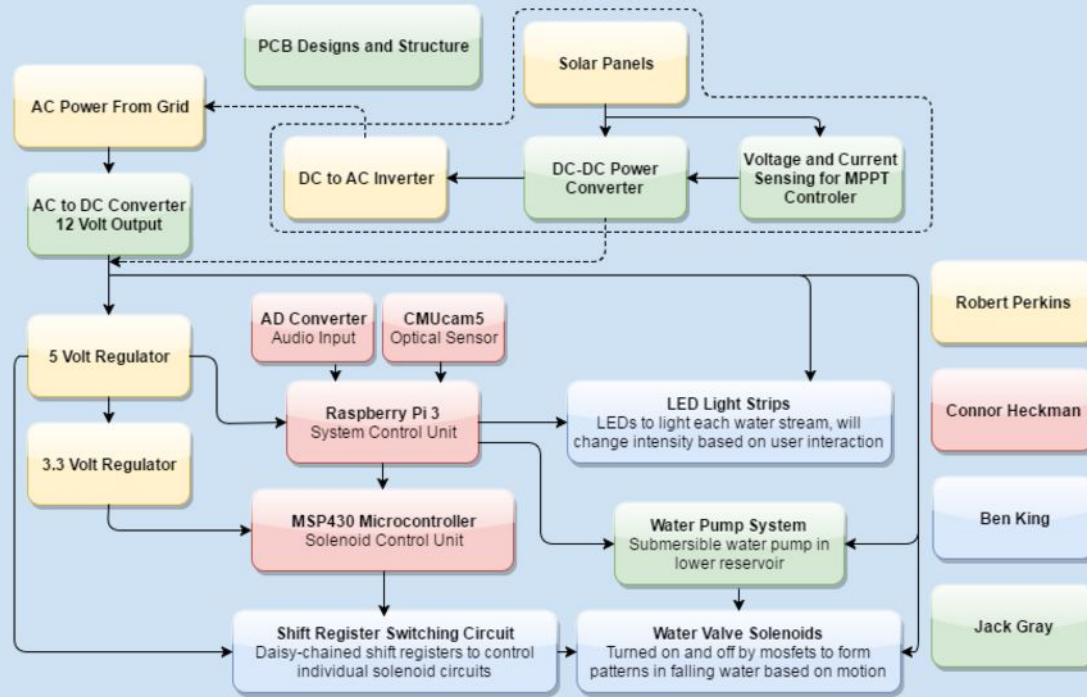 PCB Designs and Structure
Solar Panels
AC Power From Grid
DC to AC Inverter
DC-DC Power
Converter
Voltage and Current
Sensing for MPPT
Controler
AC to DC Converter
12 Volt Output
Robert Perkins
AD Converter
Audio Input
CMUcam5
Optical Sensor
5 Volt Regulator
Raspberry Pi 3
System Control Unit
LED Light Strips
LEDs to light each water stream, will
change intensity based on user interaction
Connor Heckman
3.3 Volt Regulator
MSP430 Microcontroller
Solenoid Control Unit
Water Pump System
Submersible water pump in
lower reservoir
Ben King
Shift Register Switching Circuit
Daisy-chained shift registers to control
individual solenoid circuits
Water Valve Solenoids
Turned on and off by mosfets to form
patterns in falling water based on motion
Jack Gray